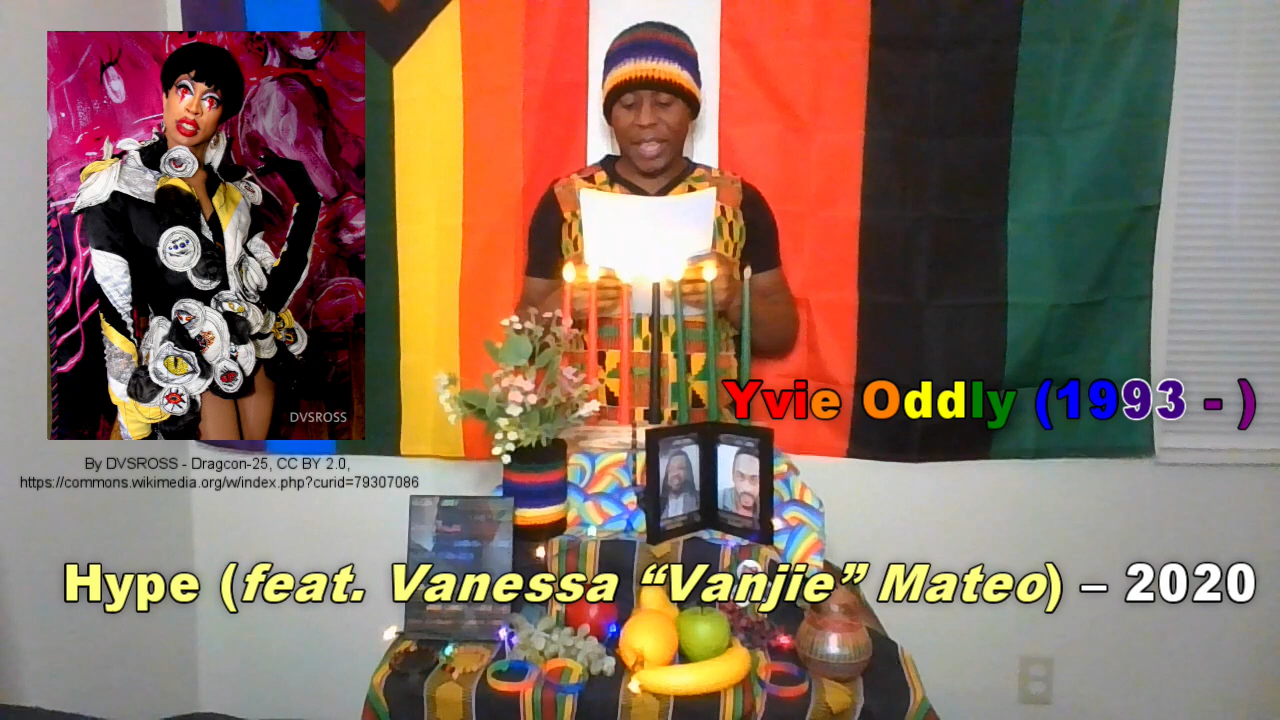 DVSROSS
Yvie Oddly (1993 - )
By DVSROSS - Dragcon-25, CC BY 2.0,
https://commons.wikimedia.org/w/index.php?curid=79307086
Hype (feat. Vanessa “Vanjie” Mateo) – 2020